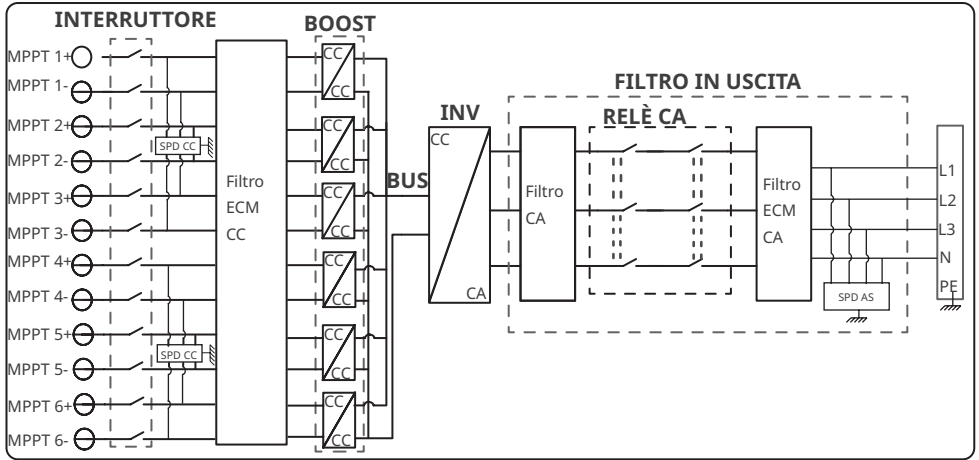 INTERRUTTORE
BOOST
MPPT 1+
MPPT 1-
MPPT 2+
MPPT 2-
MPPT 3+
MPPT 3-
MPPT 4+
MPPT 4-
MPPT 5+
MPPT 5-
MPPT 6+
MPPT 6-
SPD CC
SPD CC
Filtro
ECM
CC
CC
CC
CC
CC
CC
CC
CC
CC
CC
CC
CC
CC
BUS
INV
CC
CA
FILTRO IN USCITA
Filtro
CA
RELÈ CA
Filtro
ECM
CA
SPD AS
L1
L2
L3
N
PE